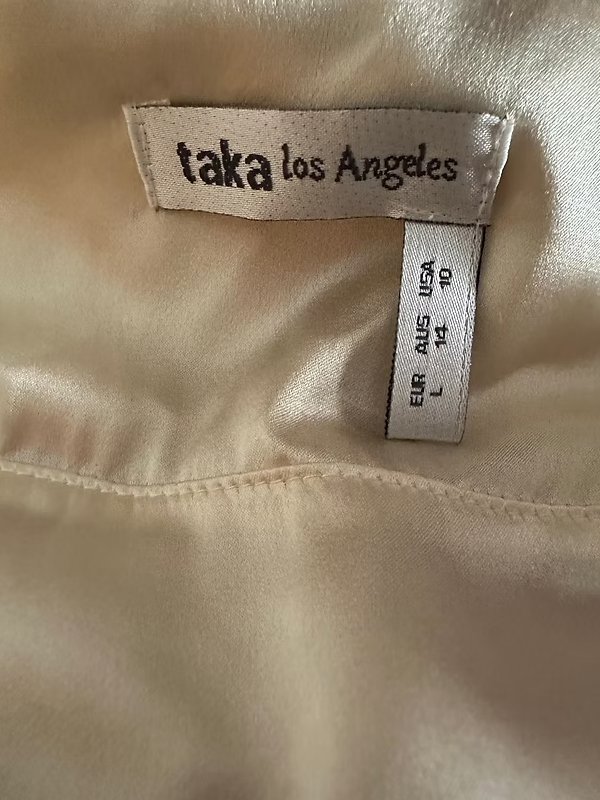 taka los Angeles
USA AUS EUR
10 14 L